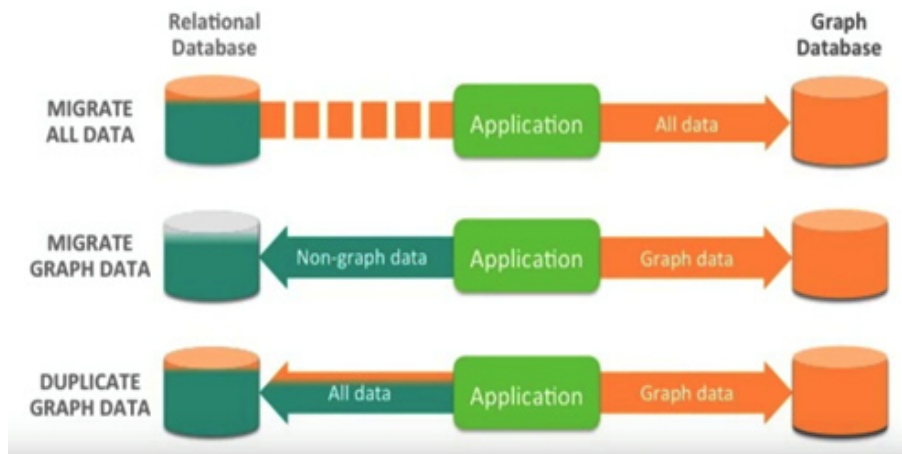 Relational
Database
Graph
Database
MIGRATE
ALL DATA
Application
All data
MIGRATE
GRAPH DATA
Non-graph data
Application
Graph data
DUPLICATE
GRAPH DATA
All data
Application
Graph data